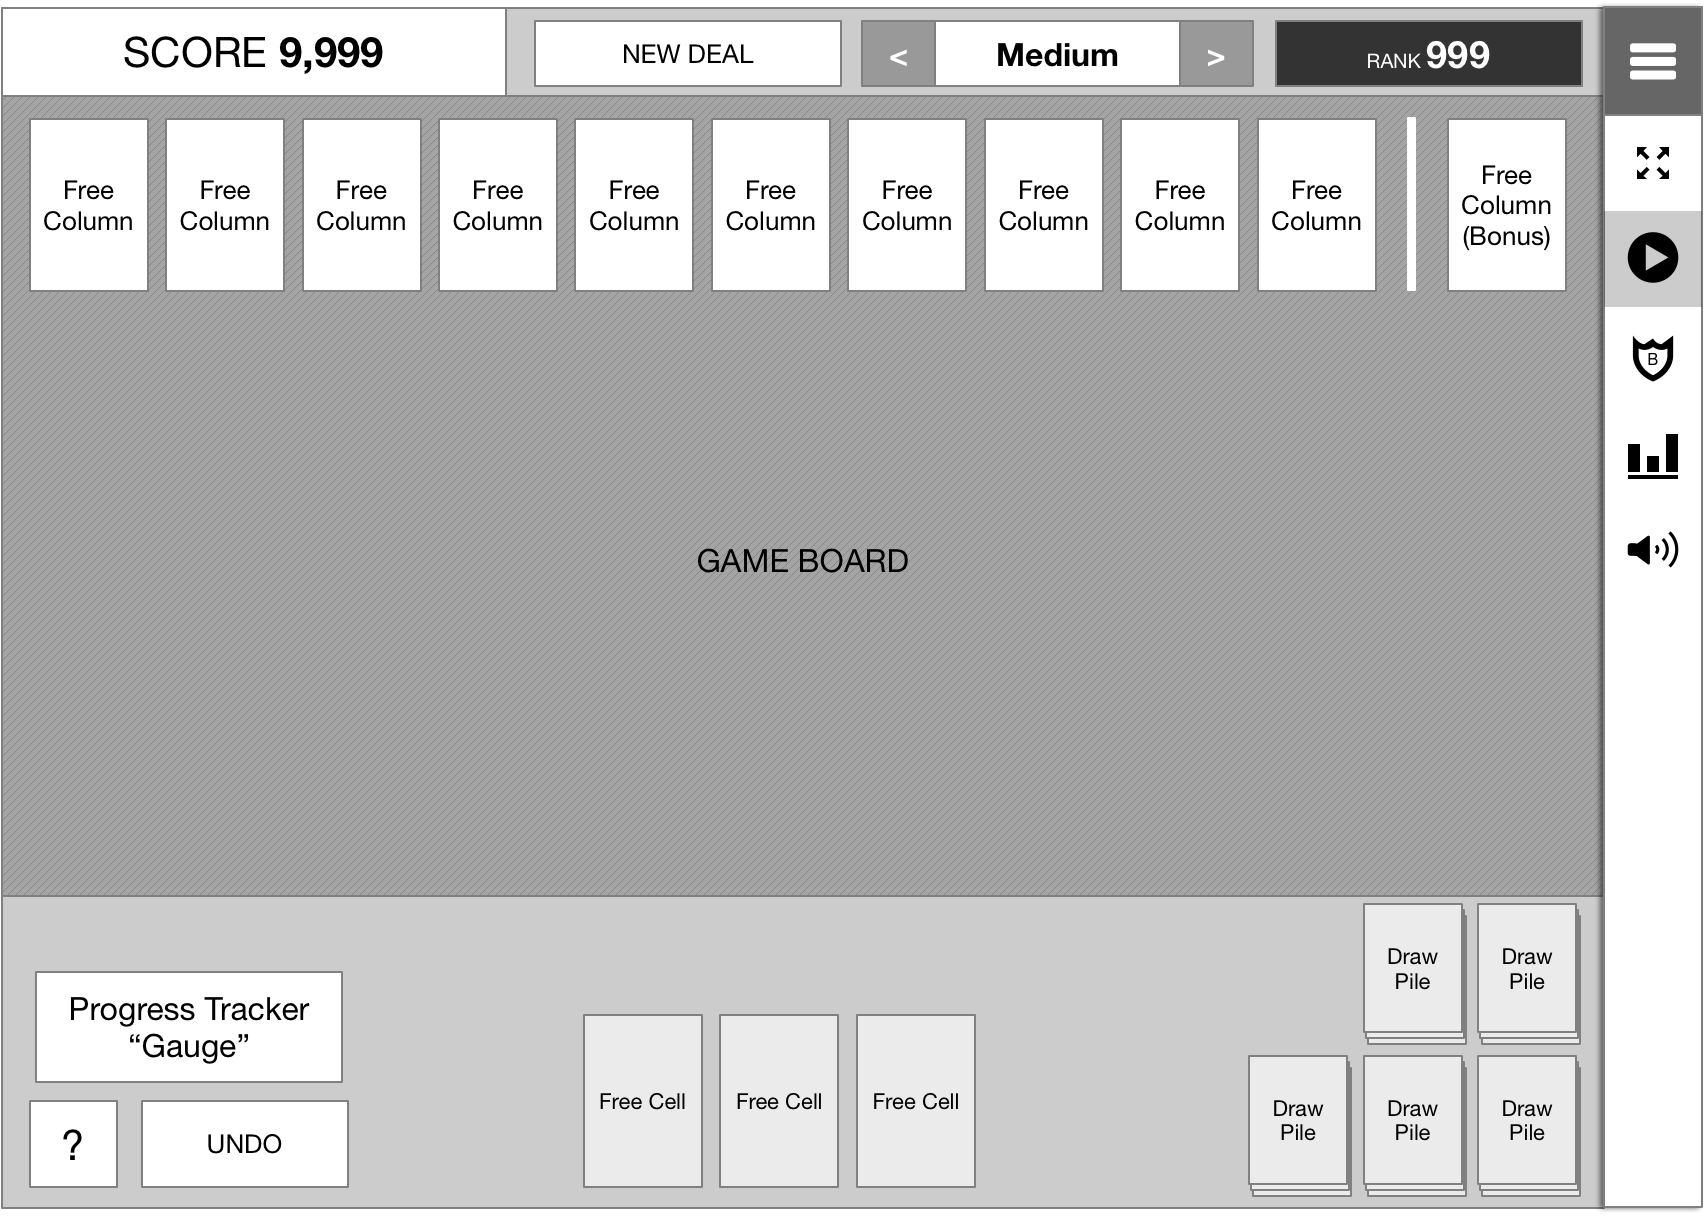 SCORE 9,999
NEW DEAL
<
Medium
>
RANK 999
Free
Column
Free
Column
Free
Column
Free
Column
Free
Column
Free
Column
Free
Column
Free
Column
Free
Column
Free
Column
Free
Column
(Bonus)
B
GAME BOARD
Progress Tracker
“Gauge”
?
UNDO
Free Cell
Free Cell
Free Cell
Draw
Pile
Draw
Pile
Draw
Pile
Draw
Pile
Draw
Pile